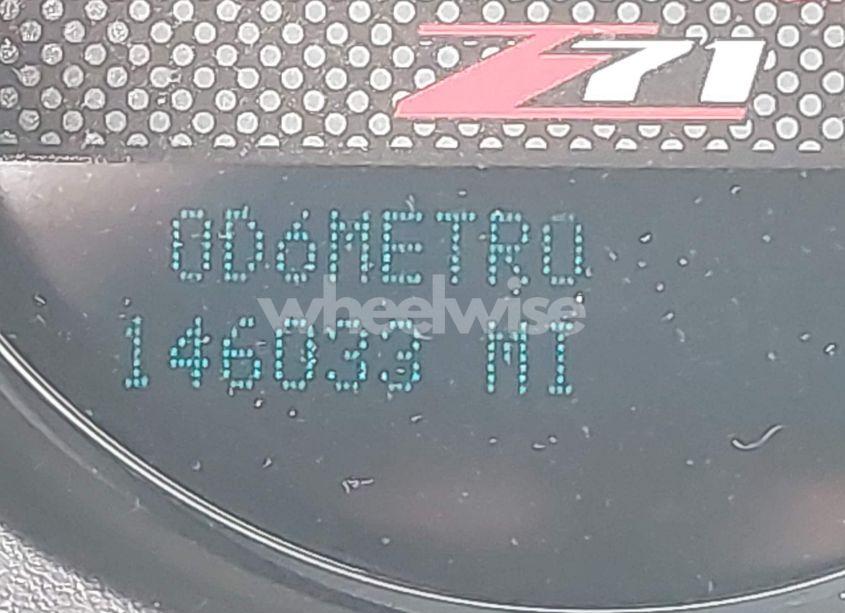 Z71
ODóMETRO
wheelwise
146033 MI